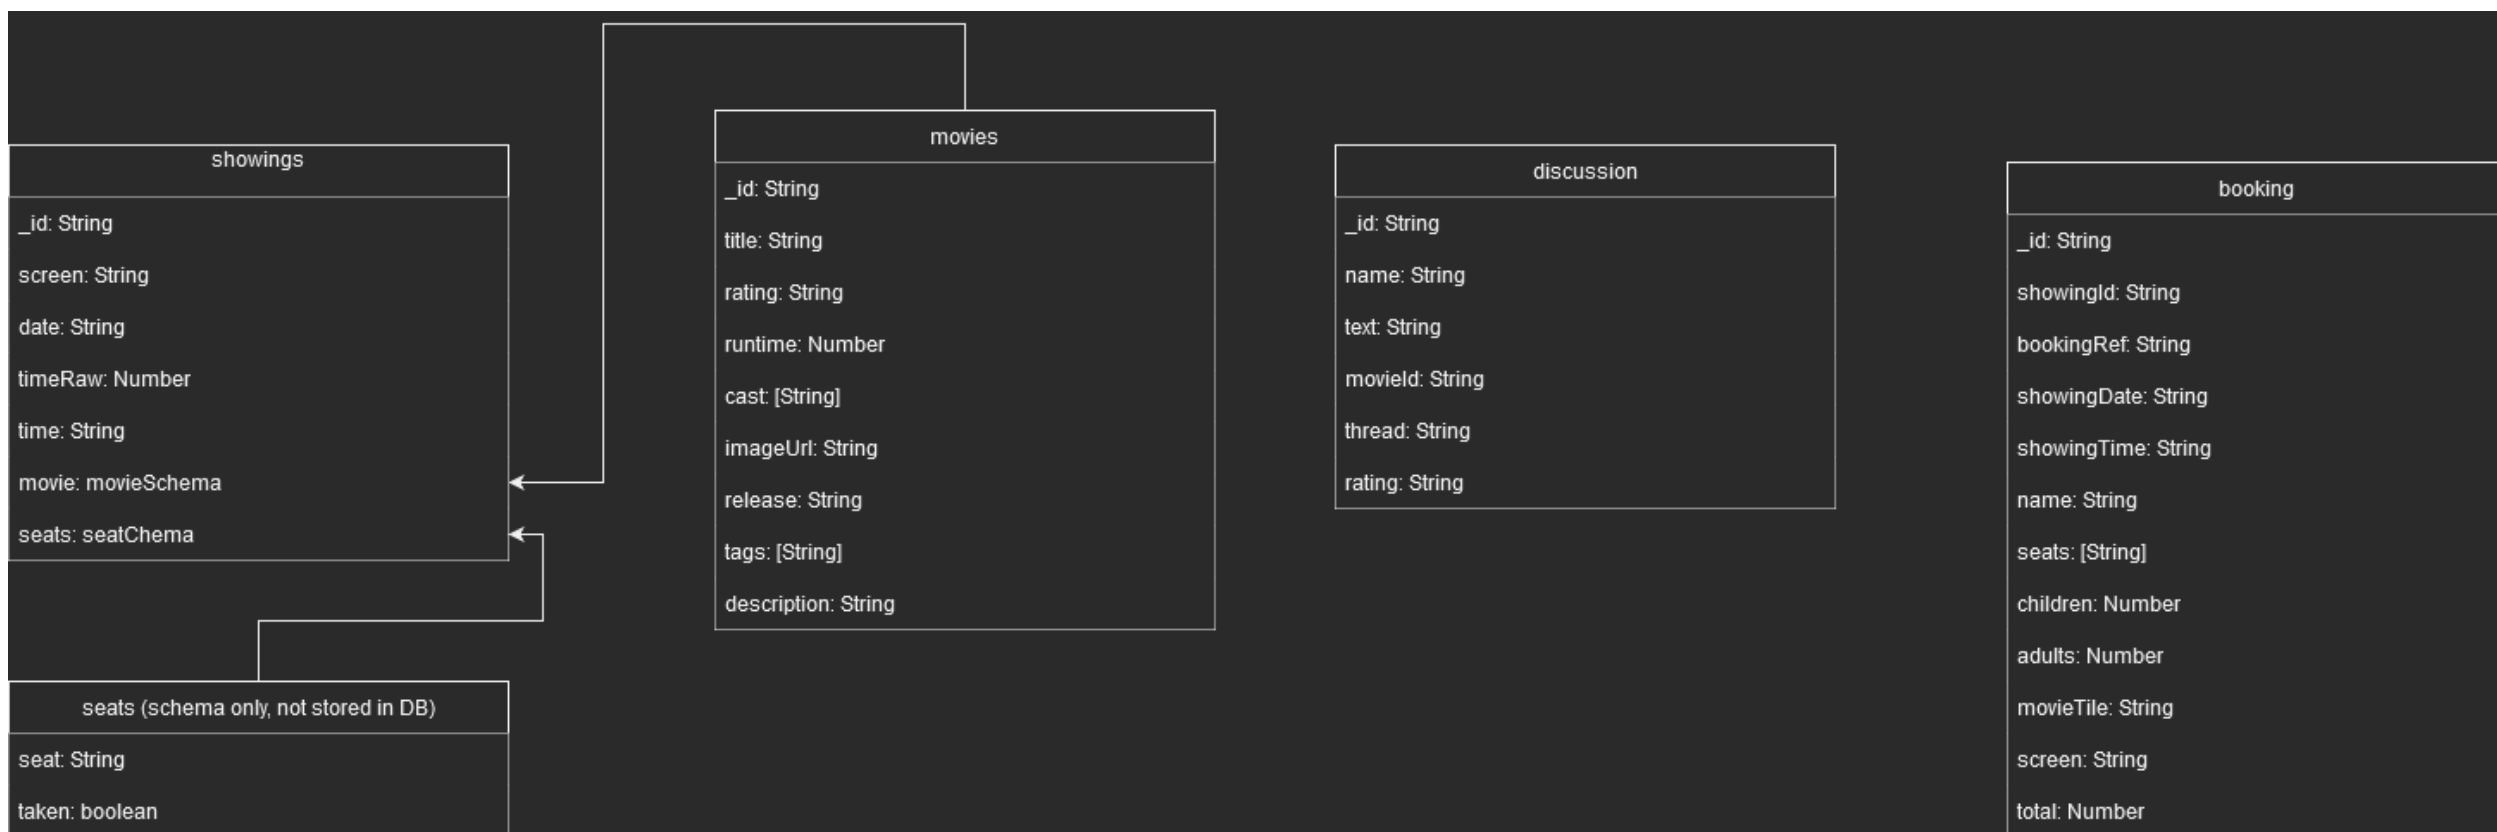 showings
_id: String
screen: String
date: String
timeRaw: Number
time: String
movie: movieSchema
seats: seatChema
seats (schema only, not stored in DB)
seat: String
taken: boolean
movies
_id: String
title: String
rating: String
runtime: Number
cast: [String]
imageUrl: String
release: String
tags: [String]
description: String
discussion
_id: String
name: String
text: String
movieId: String
thread: String
rating: String
booking
_id: String
showingId: String
bookingRef: String
showingDate: String
showingTime: String
name: String
seats: [String]
children: Number
adults: Number
movieTile: String
screen: String
total: Number